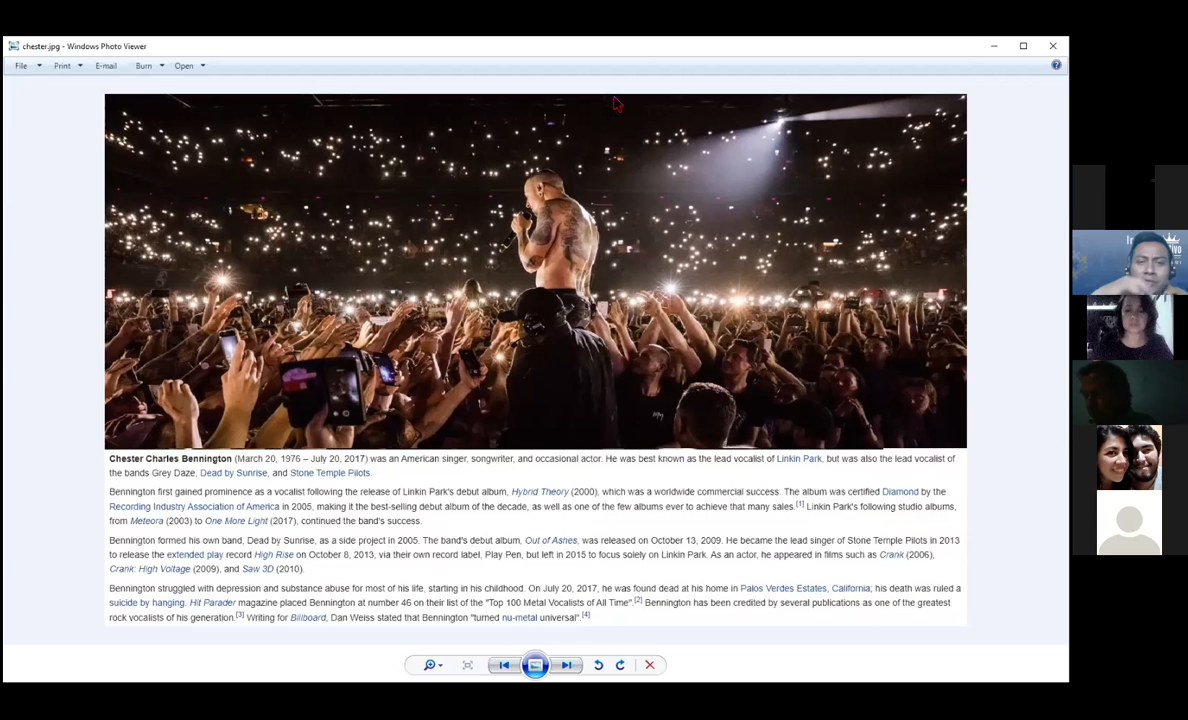 chester.jpg - Windows Photo Viewer
File Print E-mail Burn Open
Chester Charles Bennington (March 20, 1976 – July 20, 2017) was an American singer, songwriter, and occasional actor. He was best known as the lead vocalist of Linkin Park, but was also the lead vocalist of
the bands Grey Daze, Dead by Sunrise, and Stone Temple Pilots.
Bennington first gained prominence as a vocalist following the release of Linkin Park's debut album, Hybrid Theory (2000), which was a worldwide commercial success. The album was certified Diamond by the
Recording Industry Association of America in 2005, making it the best-selling debut album of the decade, as well as one of the few albums ever to achieve that many sales.[1] Linkin Park's following studio albums,
from Meteora (2003) to One More Light (2017), continued the band's success.
Bennington formed his own band, Dead by Sunrise, as a side project in 2005. The band's debut album, Out of Ashes, was released on October 13, 2009. He became the lead singer of Stone Temple Pilots in 2013
to release the extended play record High Rise on October 8, 2013, via their own record label, Play Pen, but left in 2015 to focus solely on Linkin Park. As an actor, he appeared in films such as Crank (2006),
Crank: High Voltage (2009), and Saw 3D (2010).
Bennington struggled with depression and substance abuse for most of his life, starting in his childhood. On July 20, 2017, he was found dead at his home in Palos Verdes Estates, California; his death was ruled a
suicide by hanging. Hit Parader magazine placed Bennington at number 46 on their list of the "Top 100 Metal Vocalists of All Time".[2] Bennington has been credited by several publications as one of the greatest
rock vocalists of his generation.[3] Writing for Billboard, Dan Weiss stated that Bennington "turned nu-metal universal".[4]